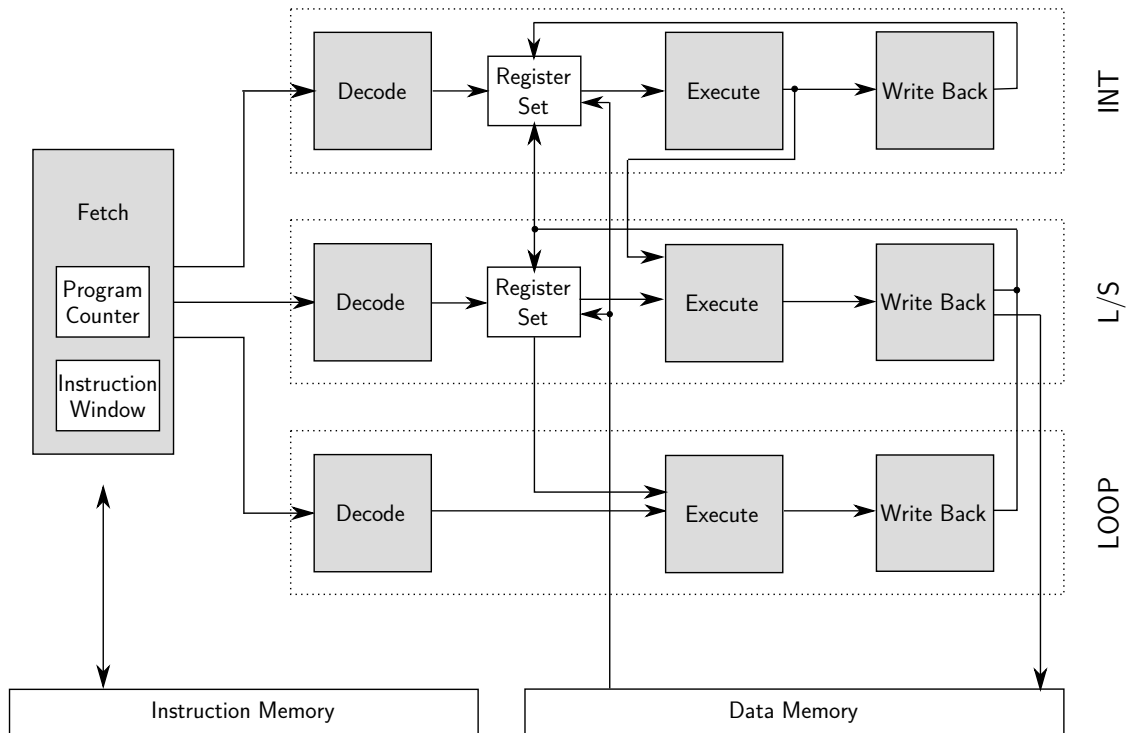 Decode
Register
Set
Execute
Write Back
INT
Fetch
Program
Counter
Instruction
Window
Decode
Register
Set
Execute
Write Back
L/S
Decode
Execute
Write Back
LOOP
Instruction Memory
Data Memory